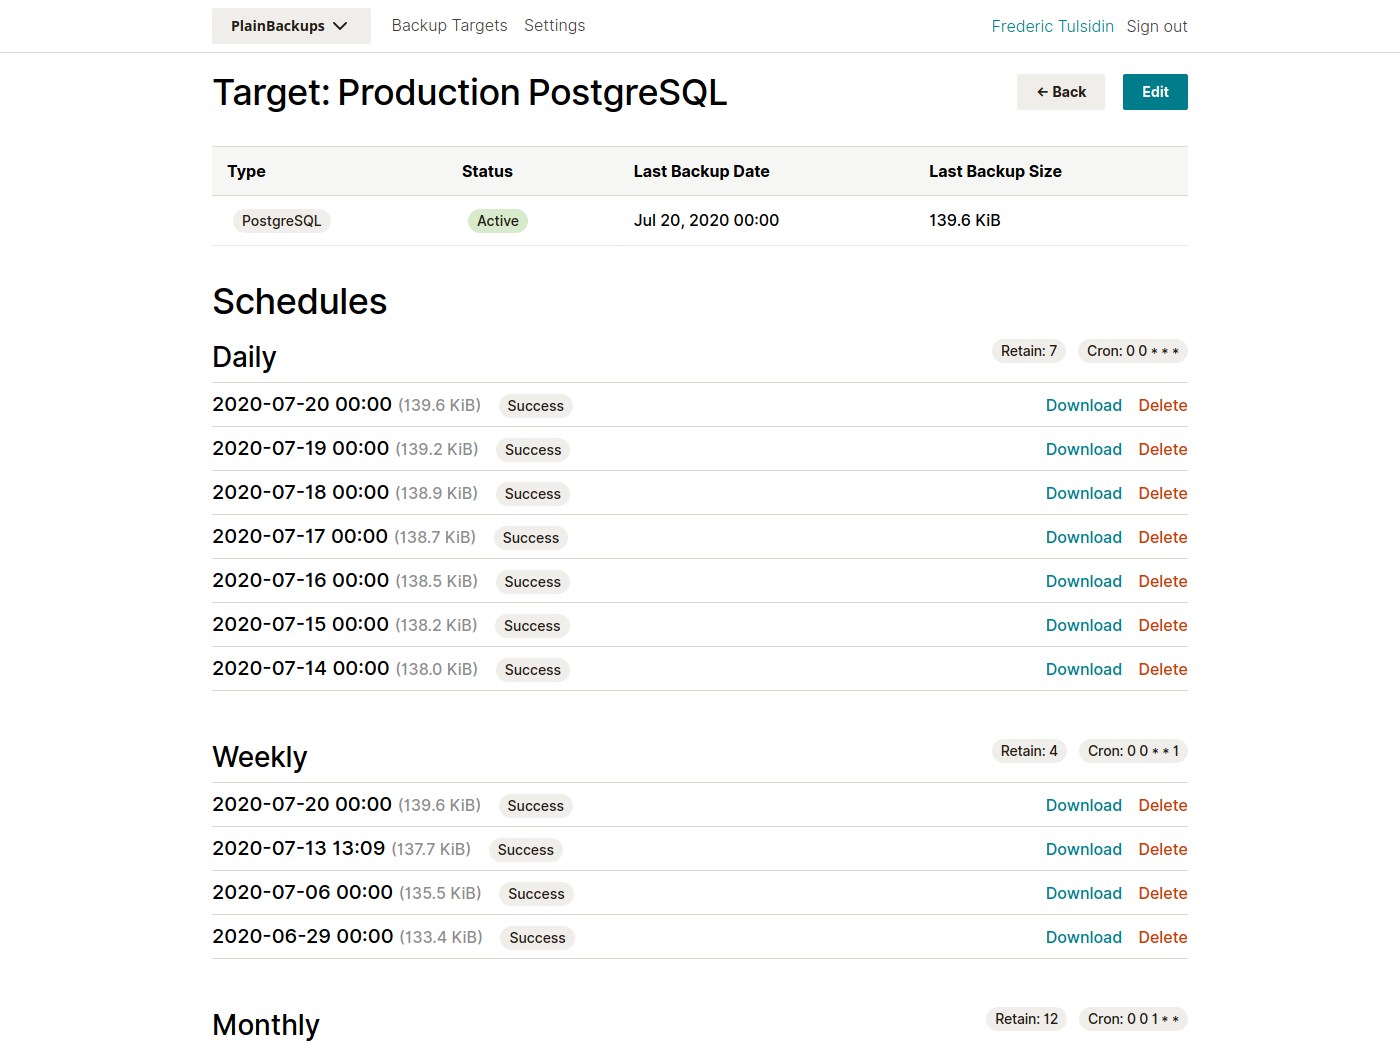 PlainBackups Backup Targets Settings Frederic Tulsidin Sign out
Target: Production PostgreSQL ← Back Edit
Type Status Last Backup Date Last Backup Size
PostgreSQL Active Jul 20, 2020 00:00 139.6 KiB
Schedules
Daily Retain: 7 Cron: 0 0 * * *
2020-07-20 00:00 (139.6 KiB) Success Download Delete
2020-07-19 00:00 (139.2 KiB) Success Download Delete
2020-07-18 00:00 (138.9 KiB) Success Download Delete
2020-07-17 00:00 (138.7 KiB) Success Download Delete
2020-07-16 00:00 (138.5 KiB) Success Download Delete
2020-07-15 00:00 (138.2 KiB) Success Download Delete
2020-07-14 00:00 (138.0 KiB) Success Download Delete
Weekly Retain: 4 Cron: 0 0 * * 1
2020-07-20 00:00 (139.6 KiB) Success Download Delete
2020-07-13 13:09 (137.7 KiB) Success Download Delete
2020-07-06 00:00 (135.5 KiB) Success Download Delete
2020-06-29 00:00 (133.4 KiB) Success Download Delete
Monthly Retain: 12 Cron: 0 0 1 * *